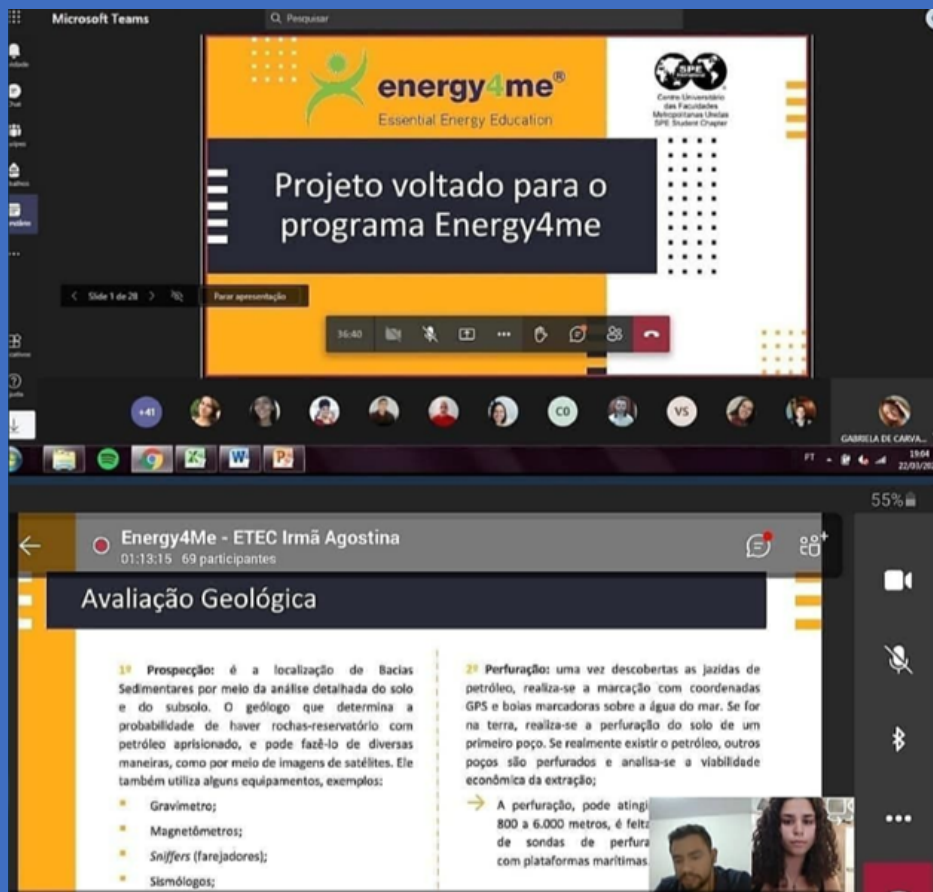 Microsoft Teams
Pesquisar
energy4me®
Essential Energy Education
SPE
Centro Universitário
das Faculdades
Metropolitanas Unidas
SPE Student Chapter
Projeto voltado para o
programa Energy4me
Slide 1 de 28
Parar apresentação
36:40
Chat
+41
CO
VS
GABRIELA DE CARVA...
PT
19:04
55%
Energy4Me - ETEC Irmã Agostina
01:13:15 69 participantes
Avaliação Geológica
1º Prospecção: é a localização de Bacias
Sedimentares por meio da análise detalhada do solo
e do subsolo. O geólogo que determina a
probabilidade de haver rochas-reservatório com
petróleo aprisionado, e pode fazê-lo de diversas
maneiras, como por meio de imagens de satélites. Ele
também utiliza alguns equipamentos, exemplos:
Gravímetro;
Magnetômetros;
Sniffers (farejadores);
Sismólogos;
2º Perfuração: uma vez descobertas as jazidas de
petróleo, realiza-se a marcação com coordenadas
GPS e boias marcadoras sobre a água do mar. Se for
na terra, realiza-se a perfuração do solo de um
primeiro poço. Se realmente existir o petróleo, outros
poços são perfurados e analisa-se a viabilidade
econômica da extração;
A perfuração, pode atingi
800 a 6.000 metros, é feita
de sondas de perfura
com plataformas marítimas